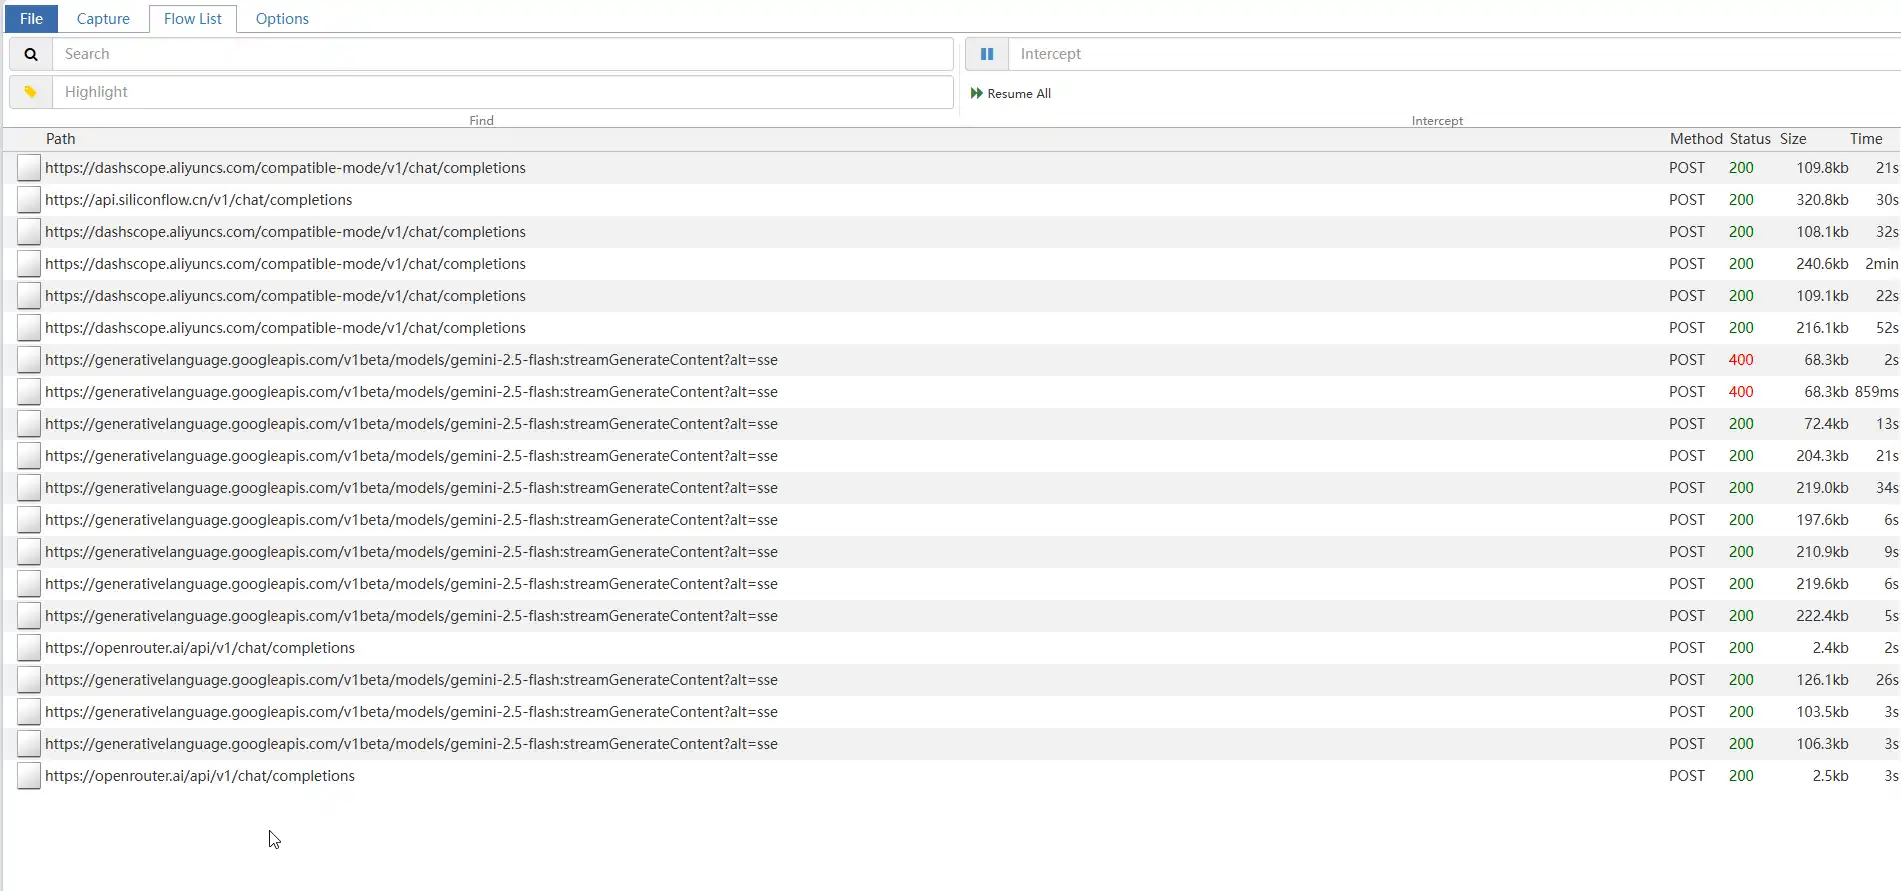 File Capture Flow List Options
Search Intercept
Highlight Resume All
Find Intercept
Path Method Status Size Time
https://dashscope.aliyuncs.com/compatible-mode/v1/chat/completions POST 200 109.8kb 21s
https://api.siliconflow.cn/v1/chat/completions POST 200 320.8kb 30s
https://dashscope.aliyuncs.com/compatible-mode/v1/chat/completions POST 200 108.1kb 32s
https://dashscope.aliyuncs.com/compatible-mode/v1/chat/completions POST 200 240.6kb 2min
https://dashscope.aliyuncs.com/compatible-mode/v1/chat/completions POST 200 109.1kb 22s
https://dashscope.aliyuncs.com/compatible-mode/v1/chat/completions POST 200 216.1kb 52s
https://generativelanguage.googleapis.com/v1beta/models/gemini-2.5-flash:streamGenerateContent?alt=sse POST 400 68.3kb 2s
https://generativelanguage.googleapis.com/v1beta/models/gemini-2.5-flash:streamGenerateContent?alt=sse POST 400 68.3kb 859ms
https://generativelanguage.googleapis.com/v1beta/models/gemini-2.5-flash:streamGenerateContent?alt=sse POST 200 72.4kb 13s
https://generativelanguage.googleapis.com/v1beta/models/gemini-2.5-flash:streamGenerateContent?alt=sse POST 200 204.3kb 21s
https://generativelanguage.googleapis.com/v1beta/models/gemini-2.5-flash:streamGenerateContent?alt=sse POST 200 219.0kb 34s
https://generativelanguage.googleapis.com/v1beta/models/gemini-2.5-flash:streamGenerateContent?alt=sse POST 200 197.6kb 6s
https://generativelanguage.googleapis.com/v1beta/models/gemini-2.5-flash:streamGenerateContent?alt=sse POST 200 210.9kb 9s
https://generativelanguage.googleapis.com/v1beta/models/gemini-2.5-flash:streamGenerateContent?alt=sse POST 200 219.6kb 6s
https://generativelanguage.googleapis.com/v1beta/models/gemini-2.5-flash:streamGenerateContent?alt=sse POST 200 222.4kb 5s
https://openrouter.ai/api/v1/chat/completions POST 200 2.4kb 2s
https://generativelanguage.googleapis.com/v1beta/models/gemini-2.5-flash:streamGenerateContent?alt=sse POST 200 126.1kb 26s
https://generativelanguage.googleapis.com/v1beta/models/gemini-2.5-flash:streamGenerateContent?alt=sse POST 200 103.5kb 3s
https://generativelanguage.googleapis.com/v1beta/models/gemini-2.5-flash:streamGenerateContent?alt=sse POST 200 106.3kb 3s
https://openrouter.ai/api/v1/chat/completions POST 200 2.5kb 3s